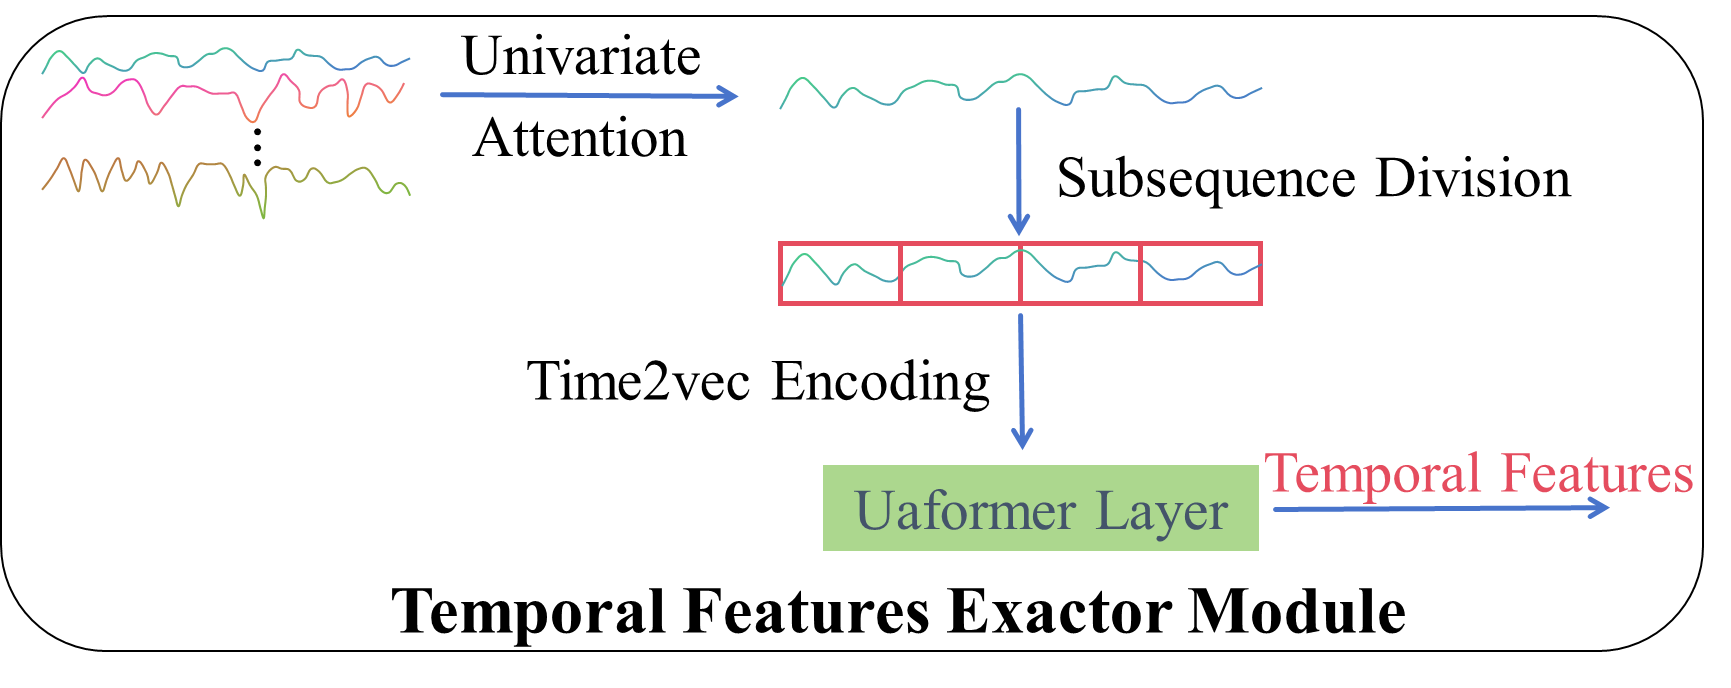 Univariate
Attention
Subsequence Division
Time2vec Encoding
Temporal Features
Uaformer Layer
Temporal Features Exactor Module